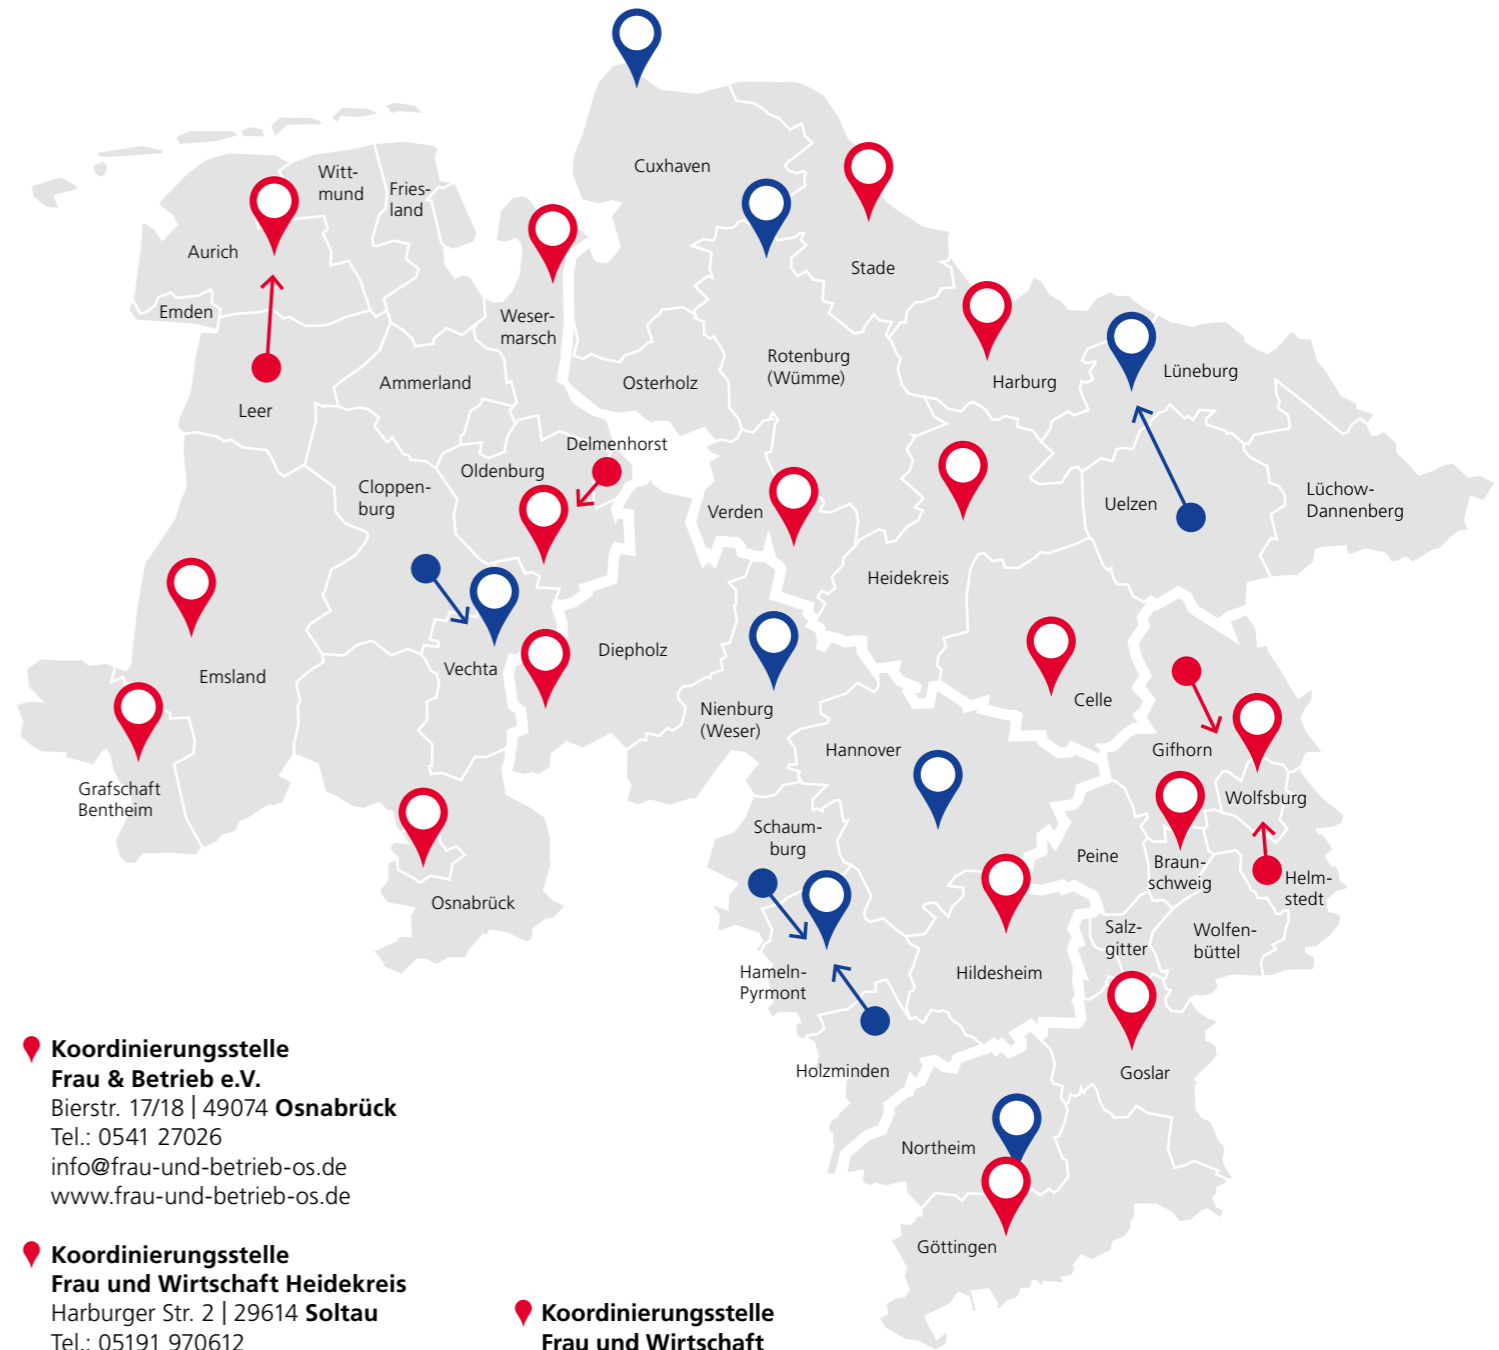 Cuxhaven
Witt-
mund
Fries-
land
Aurich
Stade
Emden
Weser-
marsch
Rotenburg
(Wümme)
Lüneburg
Ammerland
Osterholz
Harburg
Leer
Delmenhorst
Oldenburg
Cloppen-
burg
Verden
Uelzen
Lüchow-
Dannenberg
Heidekreis
Diepholz
Vechta
Emsland
Celle
Nienburg
(Weser)
Hannover
Gifhorn
Grafschaft
Bentheim
Wolfsburg
Schaum-
burg
Peine
Braun-
schweig
Helm-
stedt
Osnabrück
Salz-
gitter
Wolfen-
büttel
Hameln-
Pyrmont
Hildesheim
Holzminden
Goslar
Northeim
Göttingen
Koordinierungsstelle
Frau & Betrieb e.V.
Bierstr. 17/18 | 49074 Osnabrück
Tel.: 0541 27026
info@frau-und-betrieb-os.de
www.frau-und-betrieb-os.de
Koordinierungsstelle
Frau und Wirtschaft Heidekreis
Harburger Str. 2 | 29614 Soltau
Tel.: 05191 970612
Koordinierungsstelle
Frau und Wirtschaft